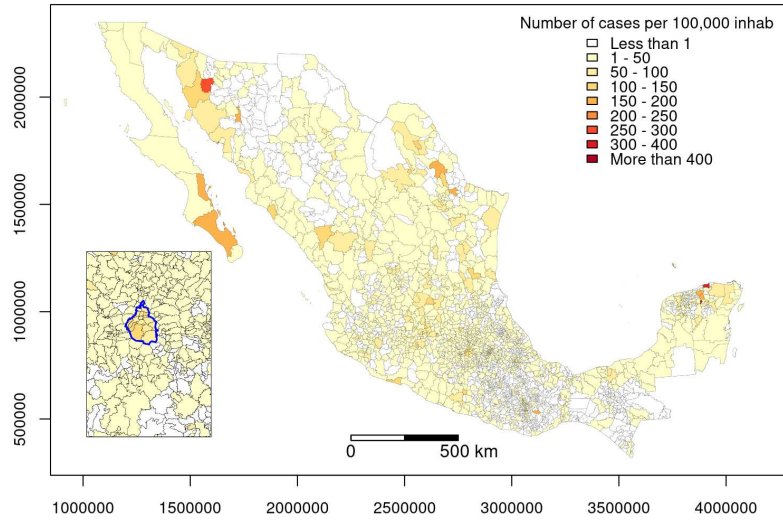 Number of cases per 100,000 inhab
Less than 1
1 - 50
50 - 100
100 - 150
150 - 200
200 - 250
250 - 300
300 - 400
More than 400
2000000
1500000
1000000
500000
0 500 km
1000000 1500000 2000000 2500000 3000000 3500000 4000000